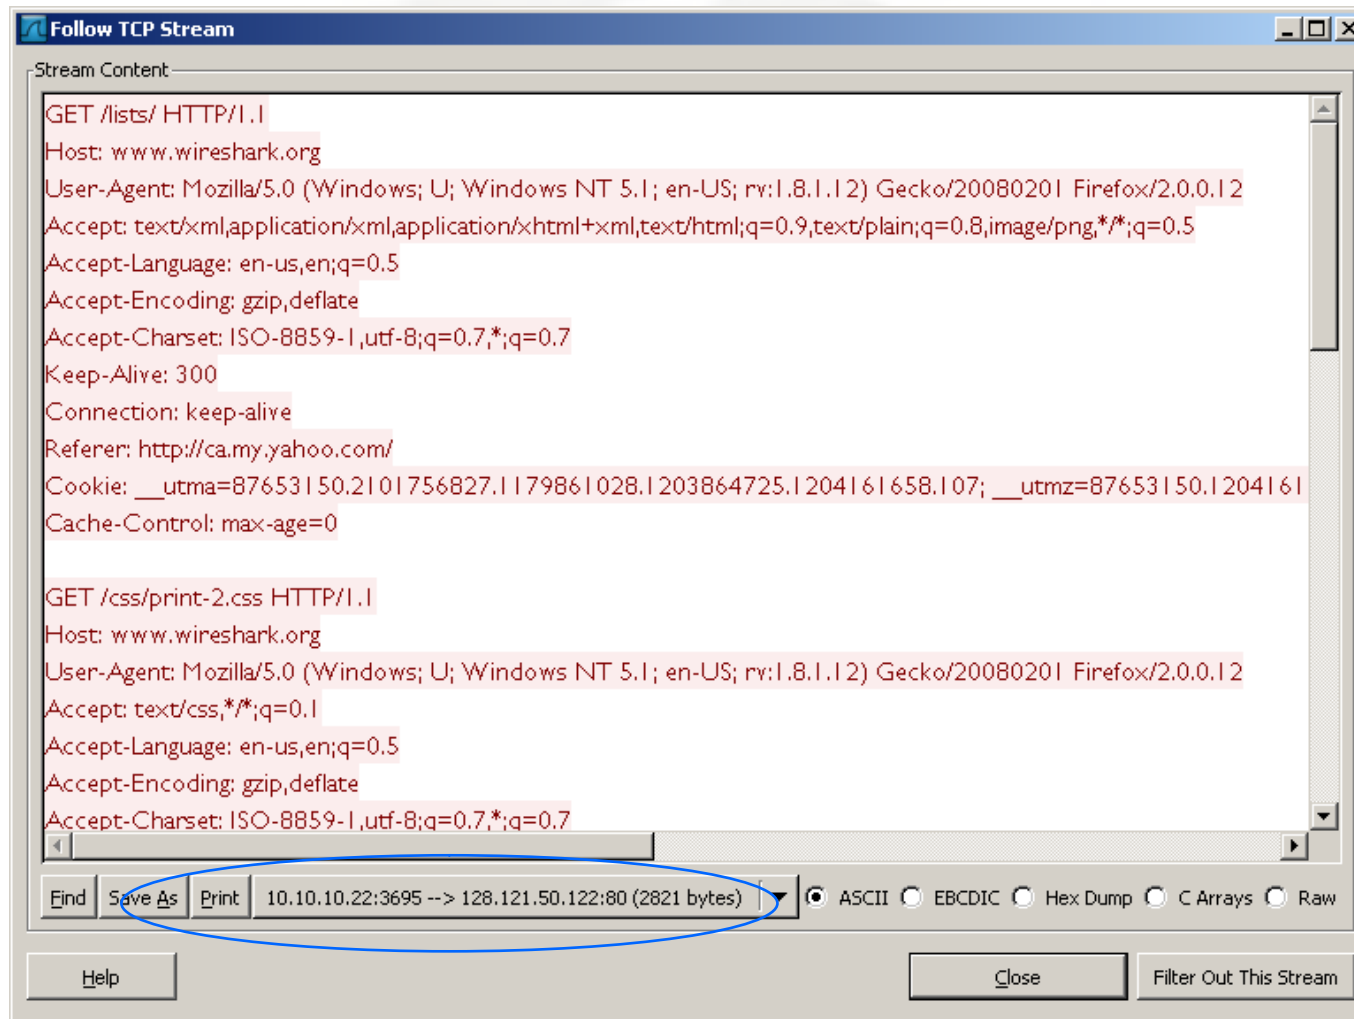 Follow TCP Stream
Stream Content
GET /lists/ HTTP/1.1
Host: www.wireshark.org
User-Agent: Mozilla/5.0 (Windows; U; Windows NT 5.1; en-US; rv:1.8.1.12) Gecko/20080201 Firefox/2.0.0.12
Accept: text/xml,application/xml,application/xhtml+xml,text/html;q=0.9,text/plain;q=0.8,image/png,*/*;q=0.5
Accept-Language: en-us,en;q=0.5
Accept-Encoding: gzip,deflate
Accept-Charset: ISO-8859-1,utf-8;q=0.7,*;q=0.7
Keep-Alive: 300
Connection: keep-alive
Referer: http://ca.my.yahoo.com/
Cookie: __utma=87653150.2101756827.1179861028.1203864725.1204161658.107; __utmz=87653150.1204161
Cache-Control: max-age=0
GET /css/print-2.css HTTP/1.1
Host: www.wireshark.org
User-Agent: Mozilla/5.0 (Windows; U; Windows NT 5.1; en-US; rv:1.8.1.12) Gecko/20080201 Firefox/2.0.0.12
Accept: text/css,*/*;q=0.1
Accept-Language: en-us,en;q=0.5
Accept-Encoding: gzip,deflate
Accept-Charset: ISO-8859-1,utf-8;q=0.7,*;q=0.7
Find Save As Print 10.10.10.22:3695 --> 128.121.50.122:80 (2821 bytes) ASCII EBCDIC Hex Dump C Arrays Raw
Help Close Filter Out This Stream